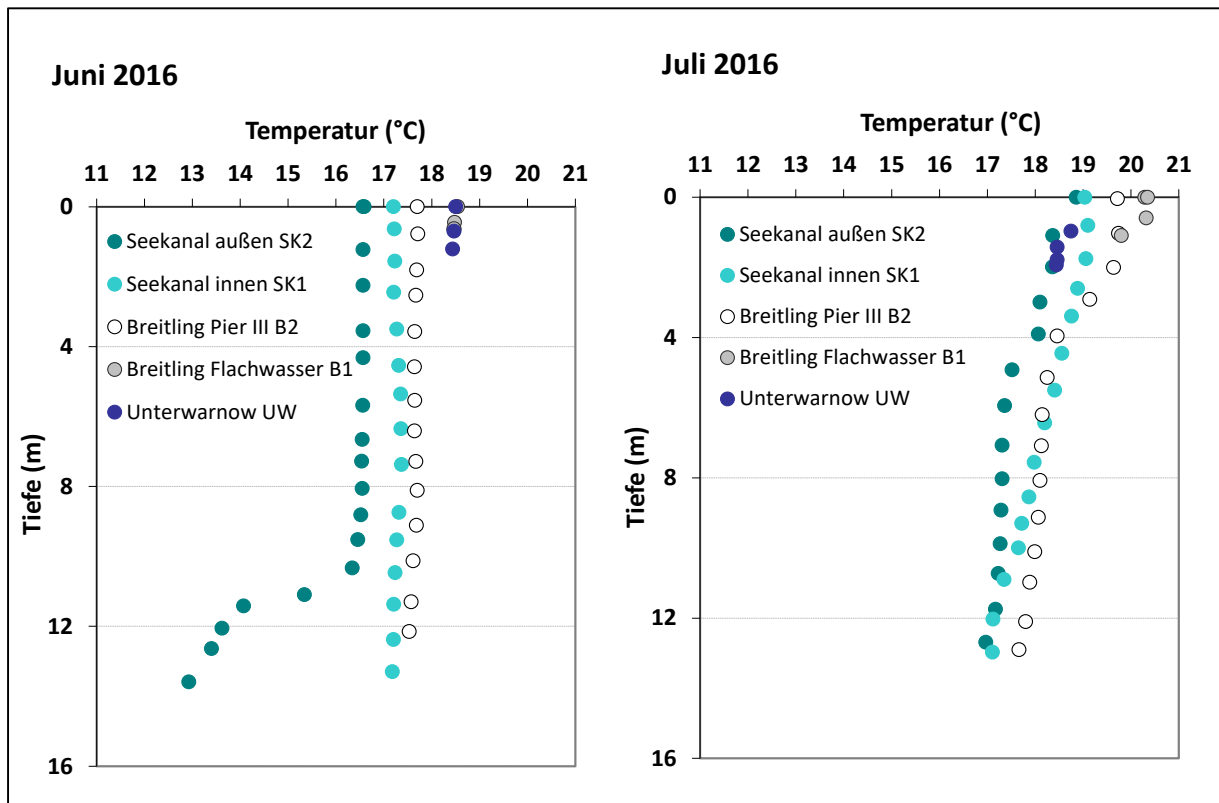 Juni 2016
Temperatur (°C)
11 12 13 14 15 16 17 18 19 20 21
0
4
8
12
16
Tiefe (m)
Seekanal außen SK2
Seekanal innen SK1
Breitling Pier III B2
Breitling Flachwasser B1
Unterwarnow UW
Juli 2016
Temperatur (°C)
11 12 13 14 15 16 17 18 19 20 21
0
4
8
12
16
Tiefe (m)
Seekanal außen SK2
Seekanal innen SK1
Breitling Pier III B2
Breitling Flachwasser B1
Unterwarnow UW